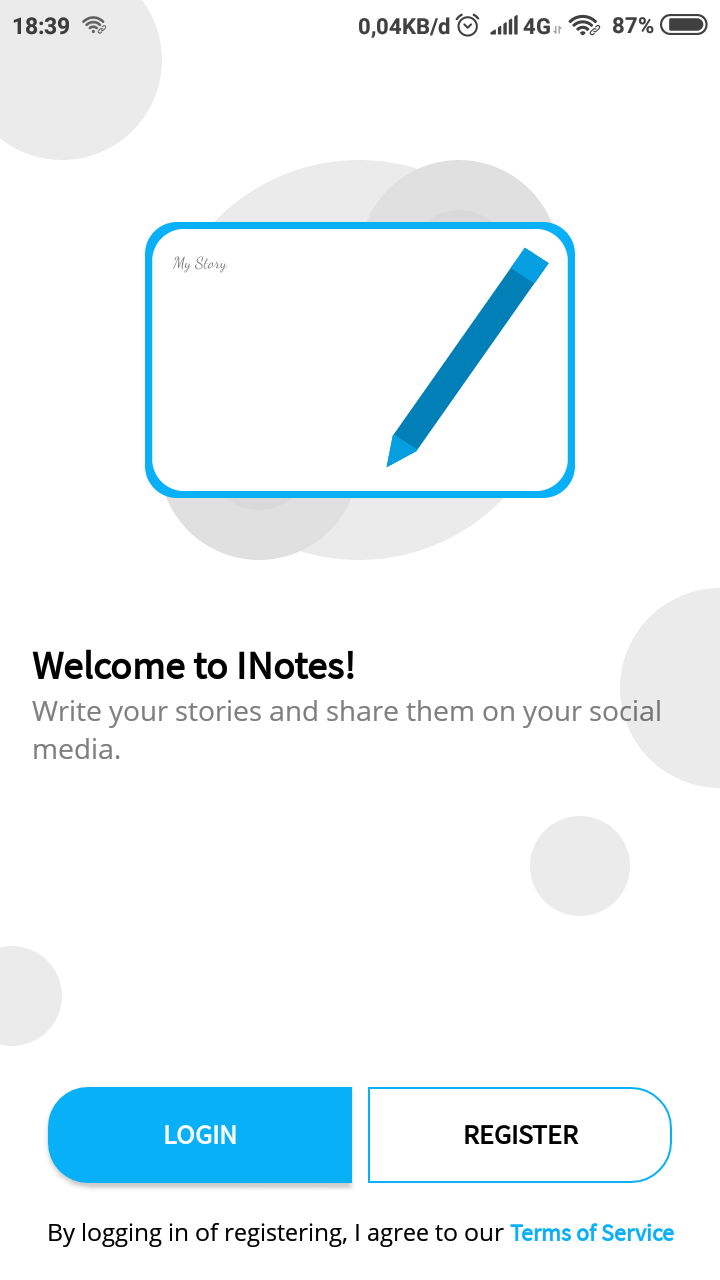 18:39 0,04KB/d 4G 87%
My Story
Welcome to INotes!
Write your stories and share them on your social
media.
LOGIN REGISTER
By logging in of registering, I agree to our Terms of Service